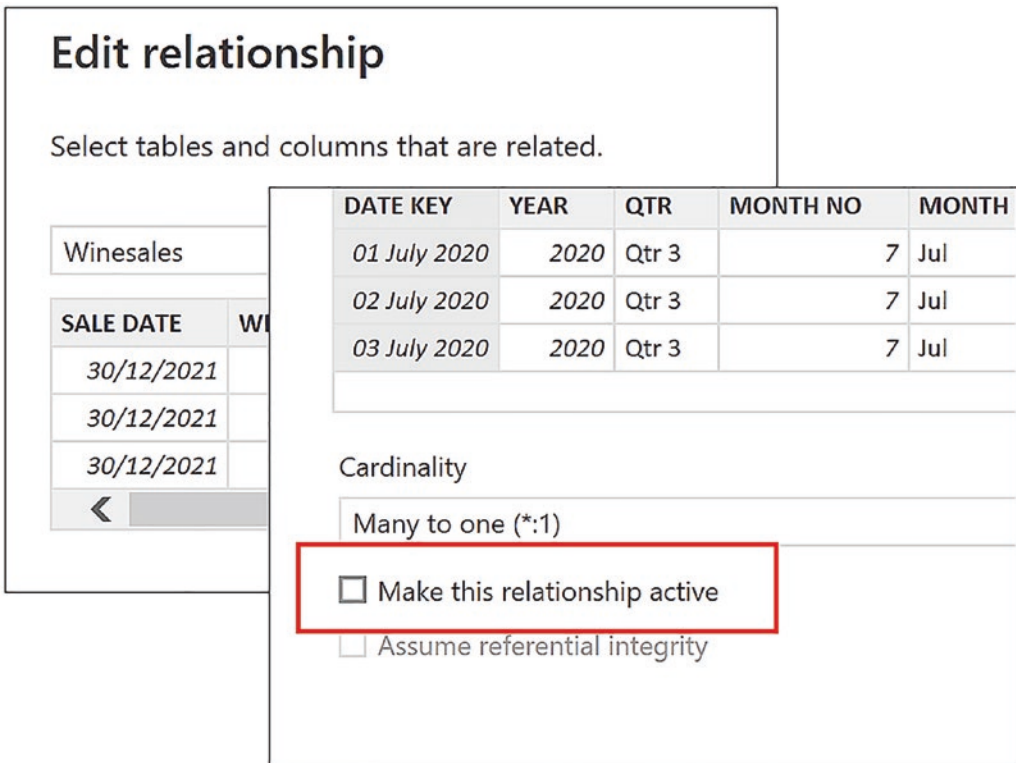 Edit relationship
Select tables and columns that are related.
Winesales
SALE DATE
30/12/2021
30/12/2021
30/12/2021
DATE KEY YEAR QTR MONTH NO MONTH
01 July 2020 2020 Qtr 3 7 Jul
02 July 2020 2020 Qtr 3 7 Jul
03 July 2020 2020 Qtr 3 7 Jul
Cardinality
Many to one (*:1)
Make this relationship active
Assume referential integrity